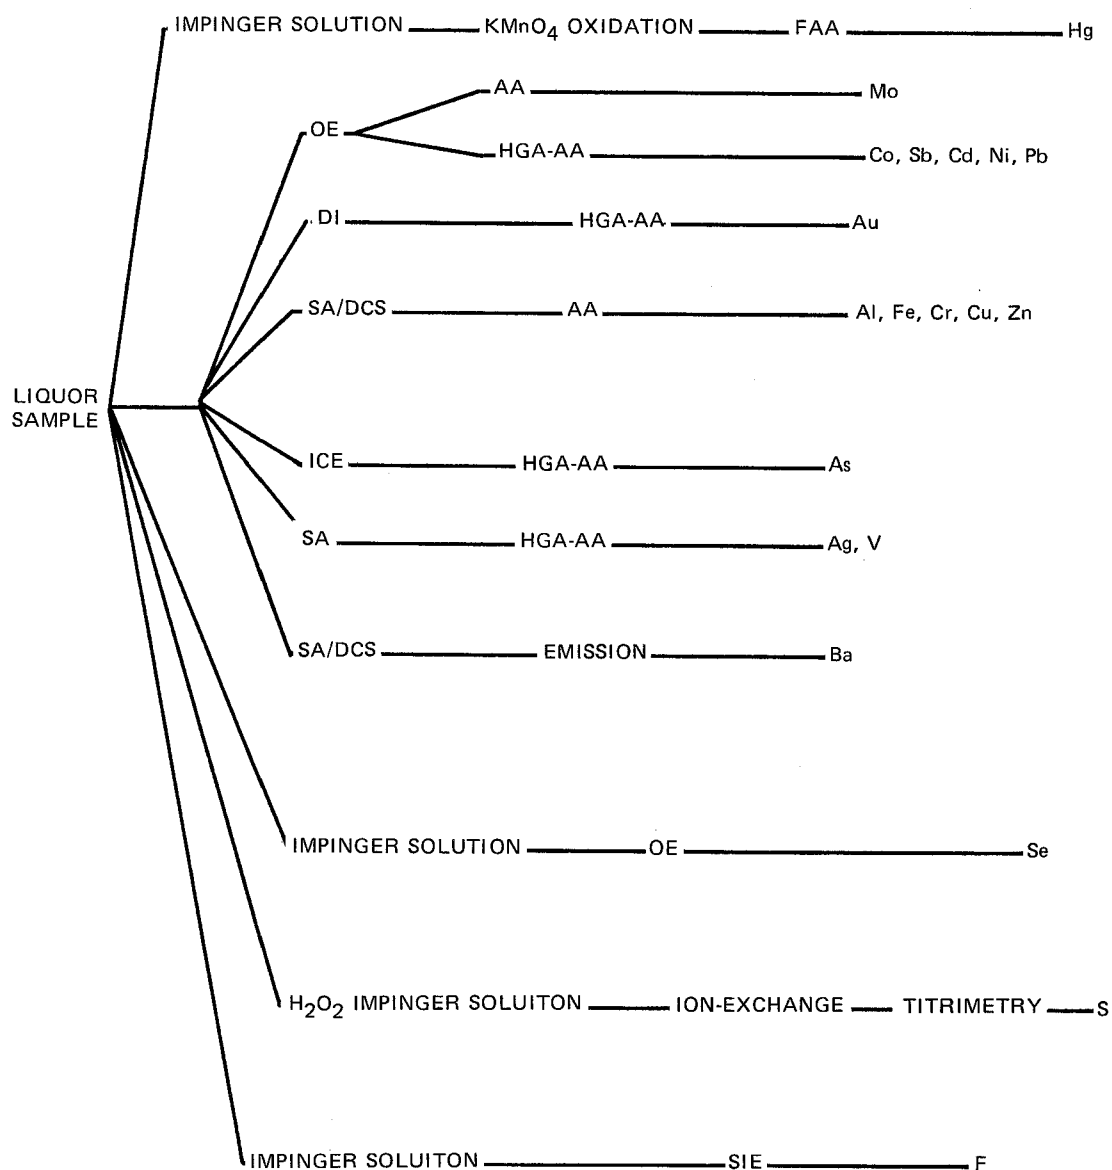 IMPINGER SOLUTION KMnO4 OXIDATION FAA Hg
AA Mo
OE
HGA-AA Co, Sb, Cd, Ni, Pb
DI HGA-AA Au
SA/DCS AA Al, Fe, Cr, Cu, Zn
LIQUOR
SAMPLE
ICE HGA-AA As
SA HGA-AA Ag, V
SA/DCS EMISSION Ba
IMPINGER SOLUTION OE Se
H2O2 IMPINGER SOLUITON ION-EXCHANGE TITRIMETRY S
IMPINGER SOLUITON SIE F